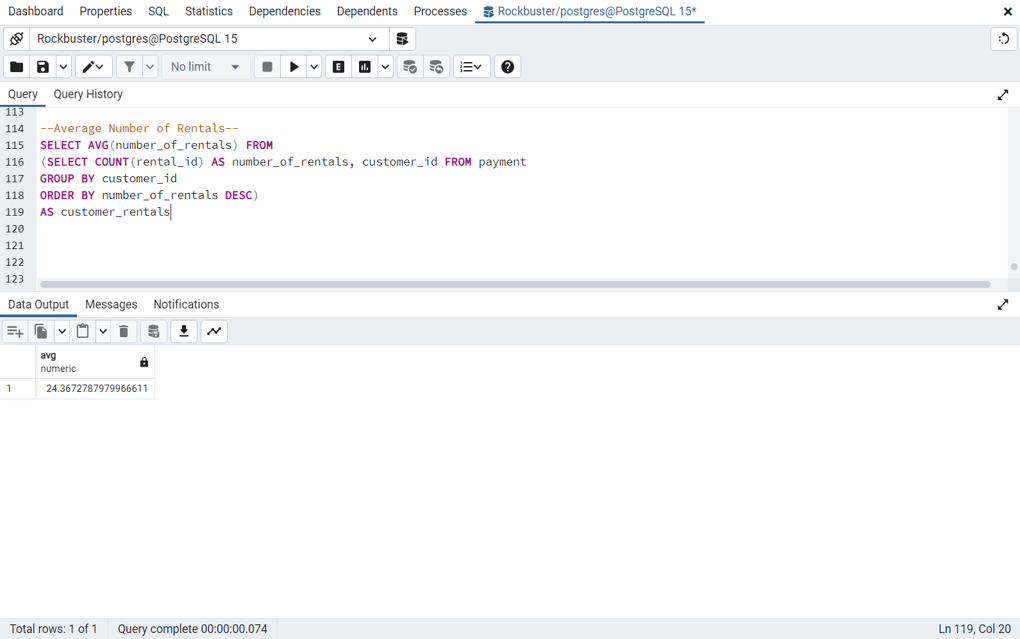 Dashboard Properties SQL Statistics Dependencies Dependents Processes Rockbuster/postgres@PostgreSQL 15*
Rockbuster/postgres@PostgreSQL 15
No limit E
Query Query History
113
114 --Average Number of Rentals--
115 SELECT AVG(number_of_rentals) FROM
116 (SELECT COUNT(rental_id) AS number_of_rentals, customer_id FROM payment
117 GROUP BY customer_id
118 ORDER BY number_of_rentals DESC)
119 AS customer_rentals
120
121
122
123
Data Output Messages Notifications
avg
numeric
1 24.3672787979966611
Total rows: 1 of 1 Query complete 00:00:00.074 Ln 119, Col 20